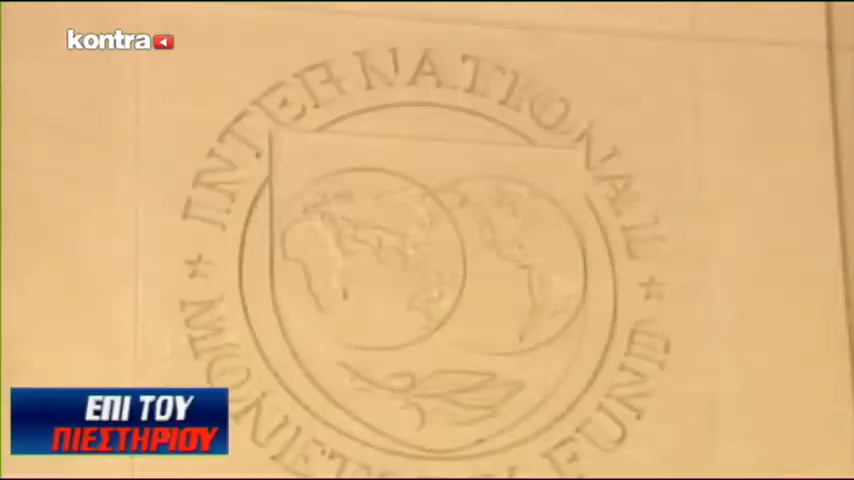 kontra
INTERNATIONAL
MONETARY FUND
ΕΠΙ ΤΟΥ
ΠΙΕΣΤΗΡΙΟΥ